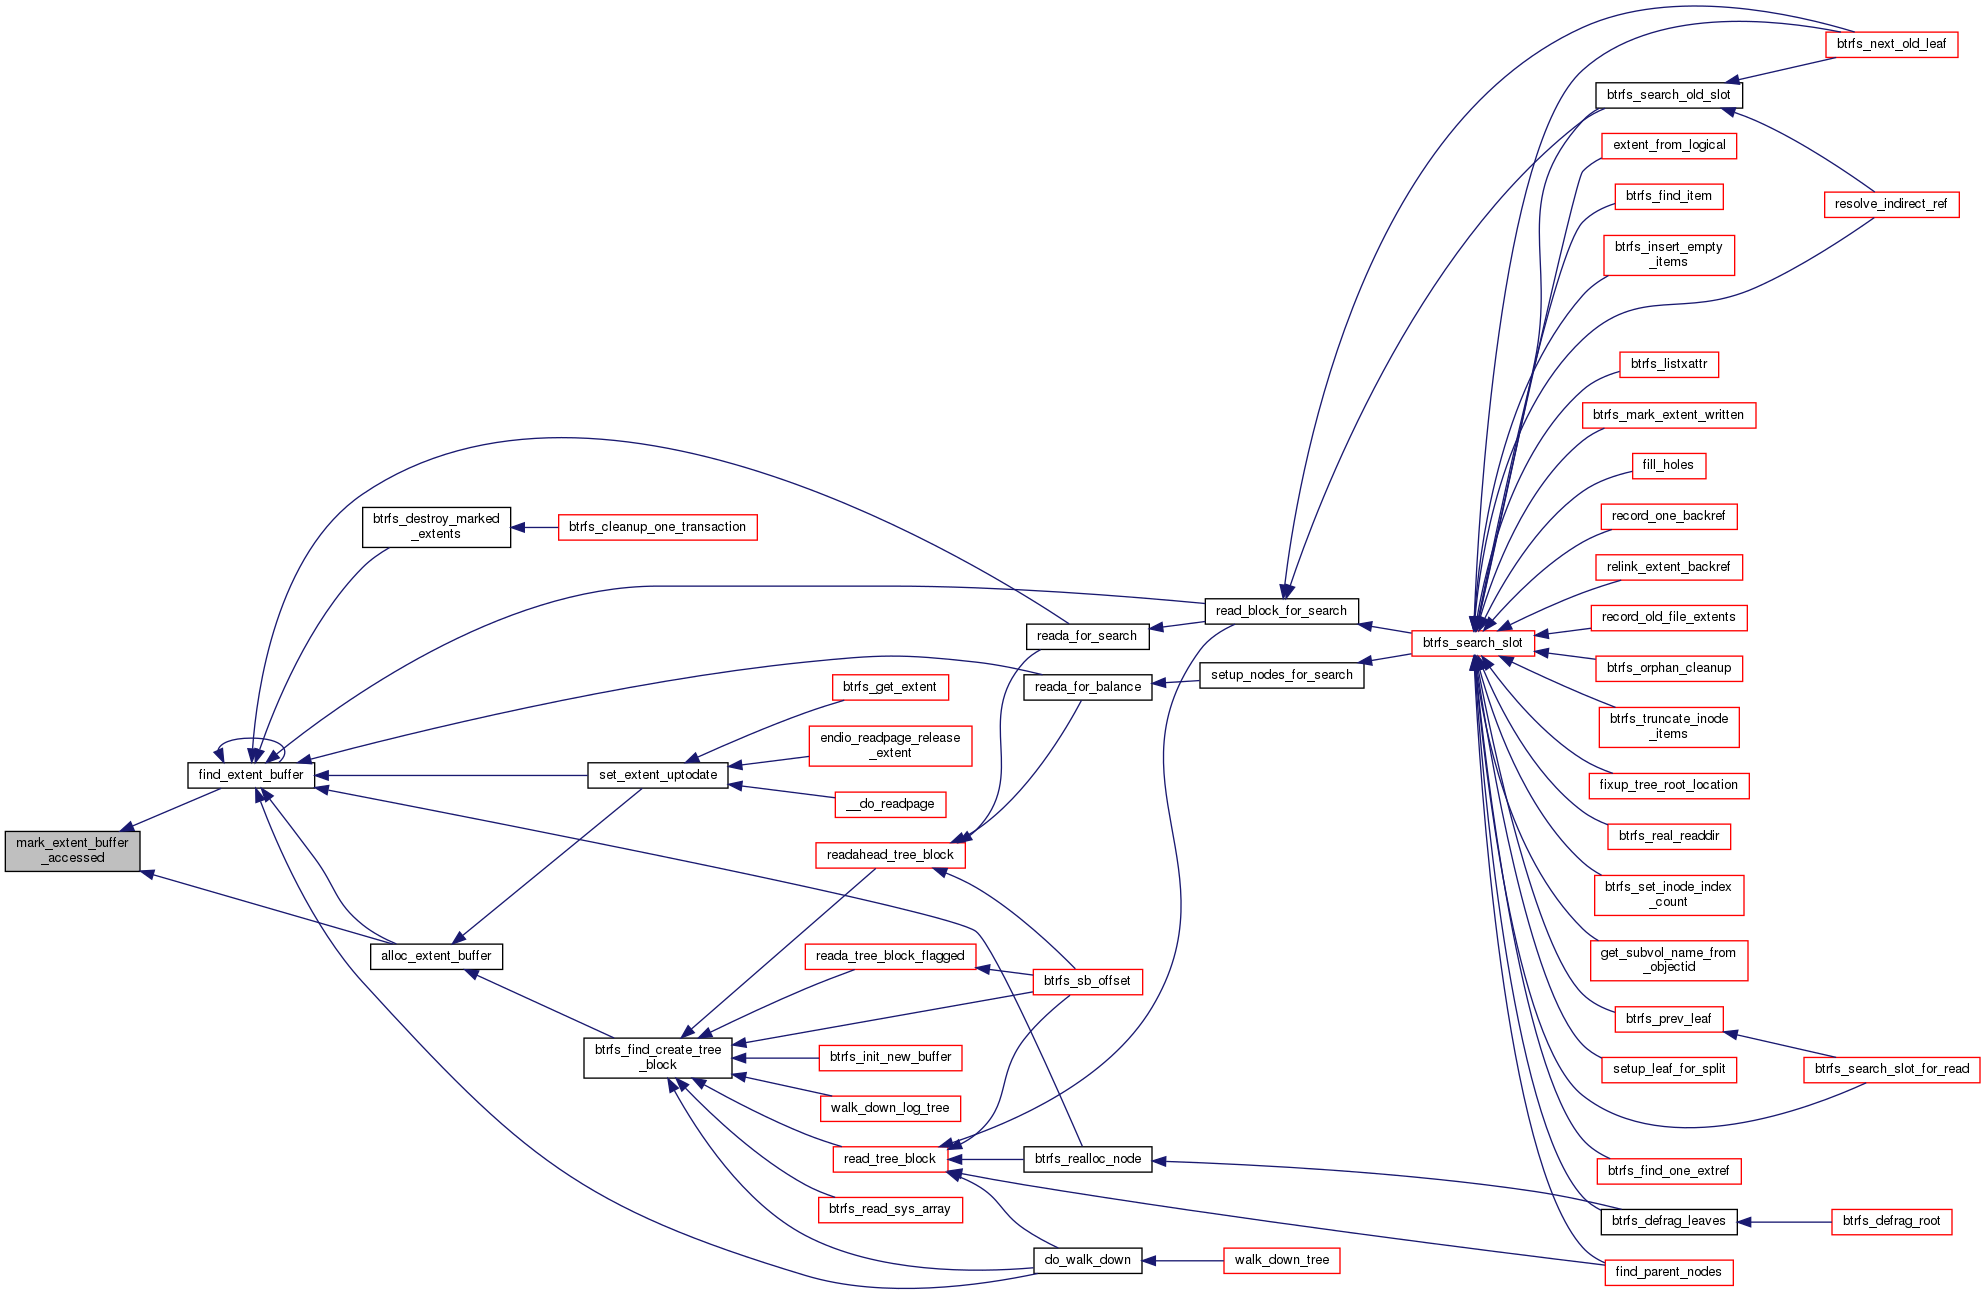 btrfs_next_old_leaf
btrfs_search_old_slot
extent_from_logical
btrfs_find_item
resolve_indirect_ref
btrfs_insert_empty
_items
btrfs_listxattr
btrfs_mark_extent_written
fill_holes
btrfs_destroy_marked
_extents
btrfs_cleanup_one_transaction
record_one_backref
relink_extent_backref
read_block_for_search
record_old_file_extents
reada_for_search
btrfs_search_slot
btrfs_orphan_cleanup
setup_nodes_for_search
btrfs_get_extent
reada_for_balance
btrfs_truncate_inode
_items
endio_readpage_release
_extent
find_extent_buffer
set_extent_uptodate
fixup_tree_root_location
__do_readpage
btrfs_real_readdir
mark_extent_buffer
_accessed
readahead_tree_block
btrfs_set_inode_index
_count
alloc_extent_buffer
reada_tree_block_flagged
get_subvol_name_from
_objectid
btrfs_sb_offset
btrfs_prev_leaf
btrfs_find_create_tree
_block
btrfs_init_new_buffer
setup_leaf_for_split
btrfs_search_slot_for_read
walk_down_log_tree
read_tree_block
btrfs_realloc_node
btrfs_find_one_extref
btrfs_read_sys_array
btrfs_defrag_leaves
btrfs_defrag_root
do_walk_down
walk_down_tree
find_parent_nodes